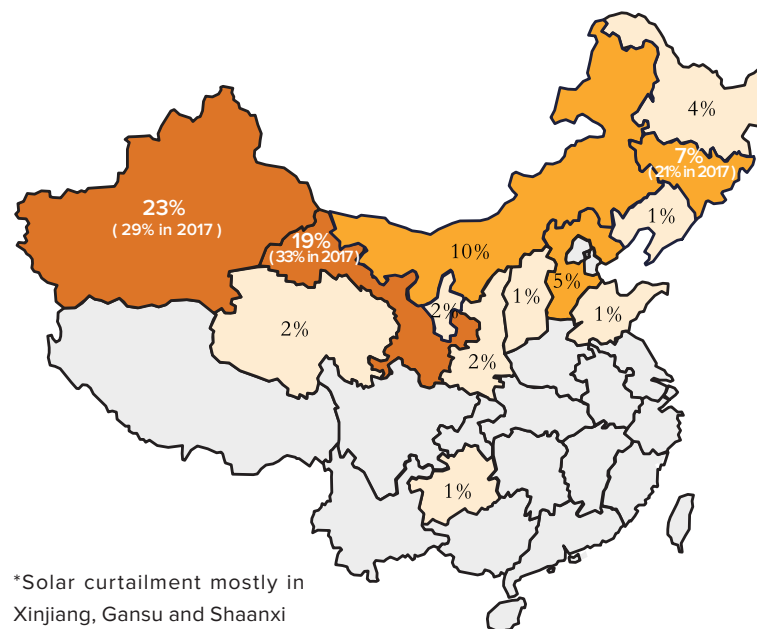 4%
7%
( 21% in 2017 )
1%
23%
( 29% in 2017 )
19%
( 33% in 2017 )
10%
5%
2%
1%
1%
2%
2%
1%
*Solar curtailment mostly in
Xinjiang, Gansu and Shaanxi